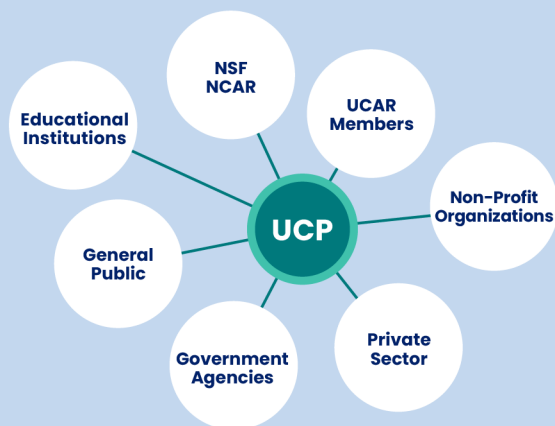 NSF
NCAR
UCAR
Members
Educational
Institutions
Non-Profit
Organizations
UCP
General
Public
Private
Sector
Government
Agencies